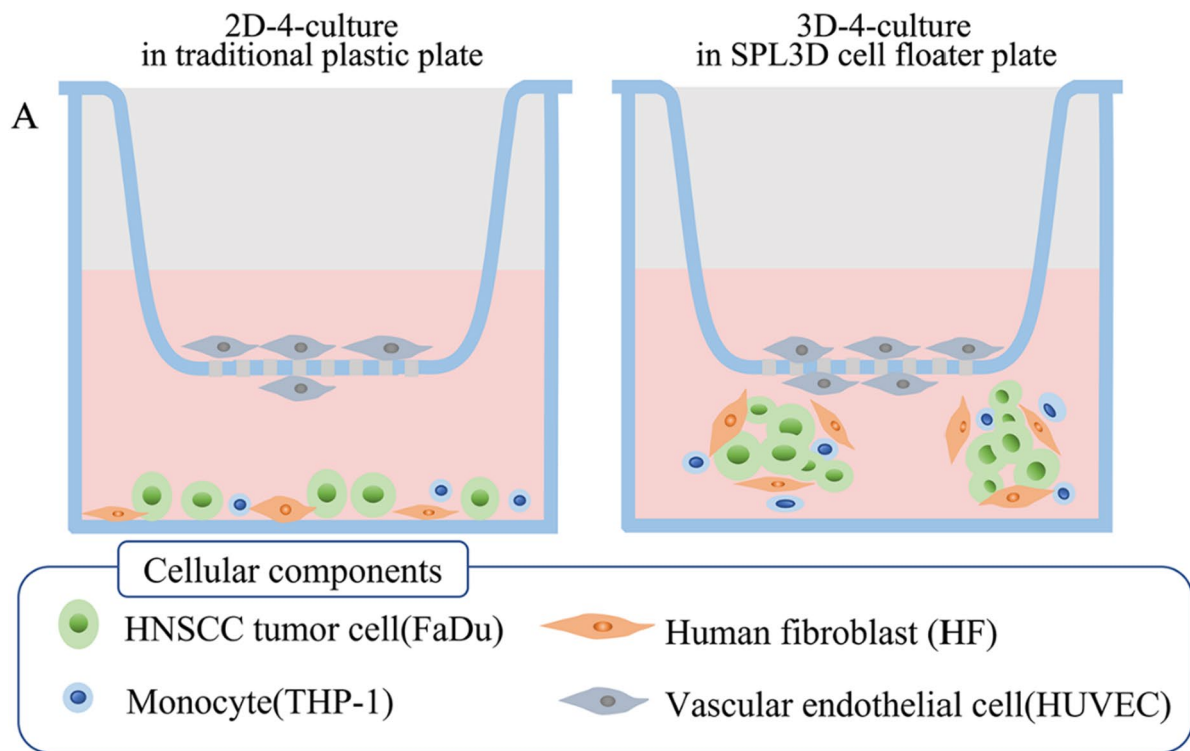 2D-4-culture
in traditional plastic plate
3D-4-culture
in SPL3D cell floater plate
A
Cellular components
HNSCC tumor cell(FaDu)
Human fibroblast (HF)
Monocyte(THP-1)
Vascular endothelial cell(HUVEC)